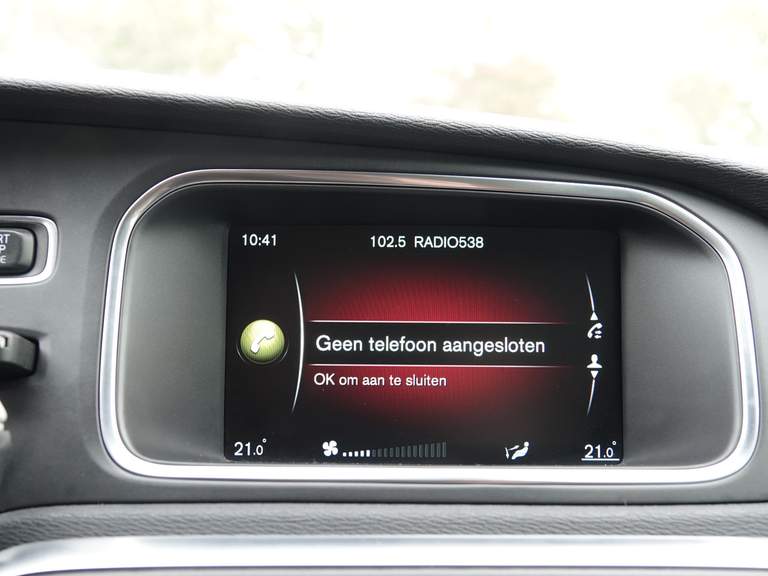 10:41 102.5 RADIO538
Geen telefoon aangesloten
OK om aan te sluiten
21.0° 21.0°